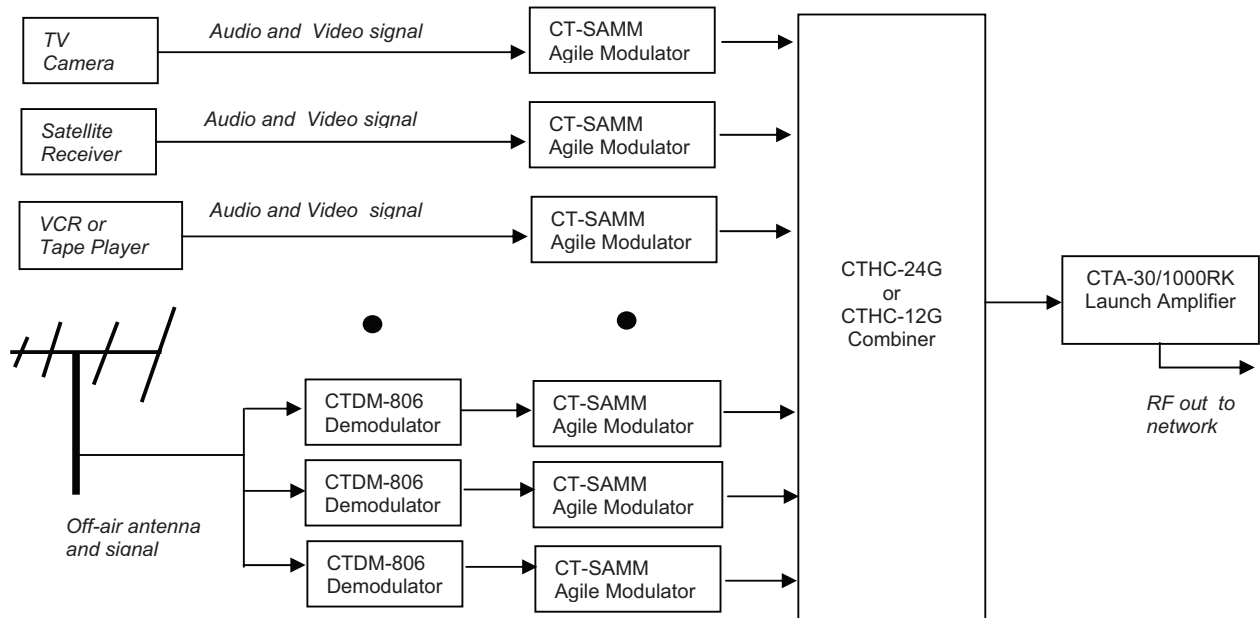 TV
Camera
Audio and Video signal
CT-SAMM
Agile Modulator
Satellite
Receiver
Audio and Video signal
CT-SAMM
Agile Modulator
VCR or
Tape Player
Audio and Video signal
CT-SAMM
Agile Modulator
CTHC-24G
or
CTHC-12G
Combiner
CTA-30/1000RK
Launch Amplifier
RF out to
network
CTDM-806
Demodulator
CT-SAMM
Agile Modulator
CTDM-806
Demodulator
CT-SAMM
Agile Modulator
Off-air antenna
and signal
CTDM-806
Demodulator
CT-SAMM
Agile Modulator